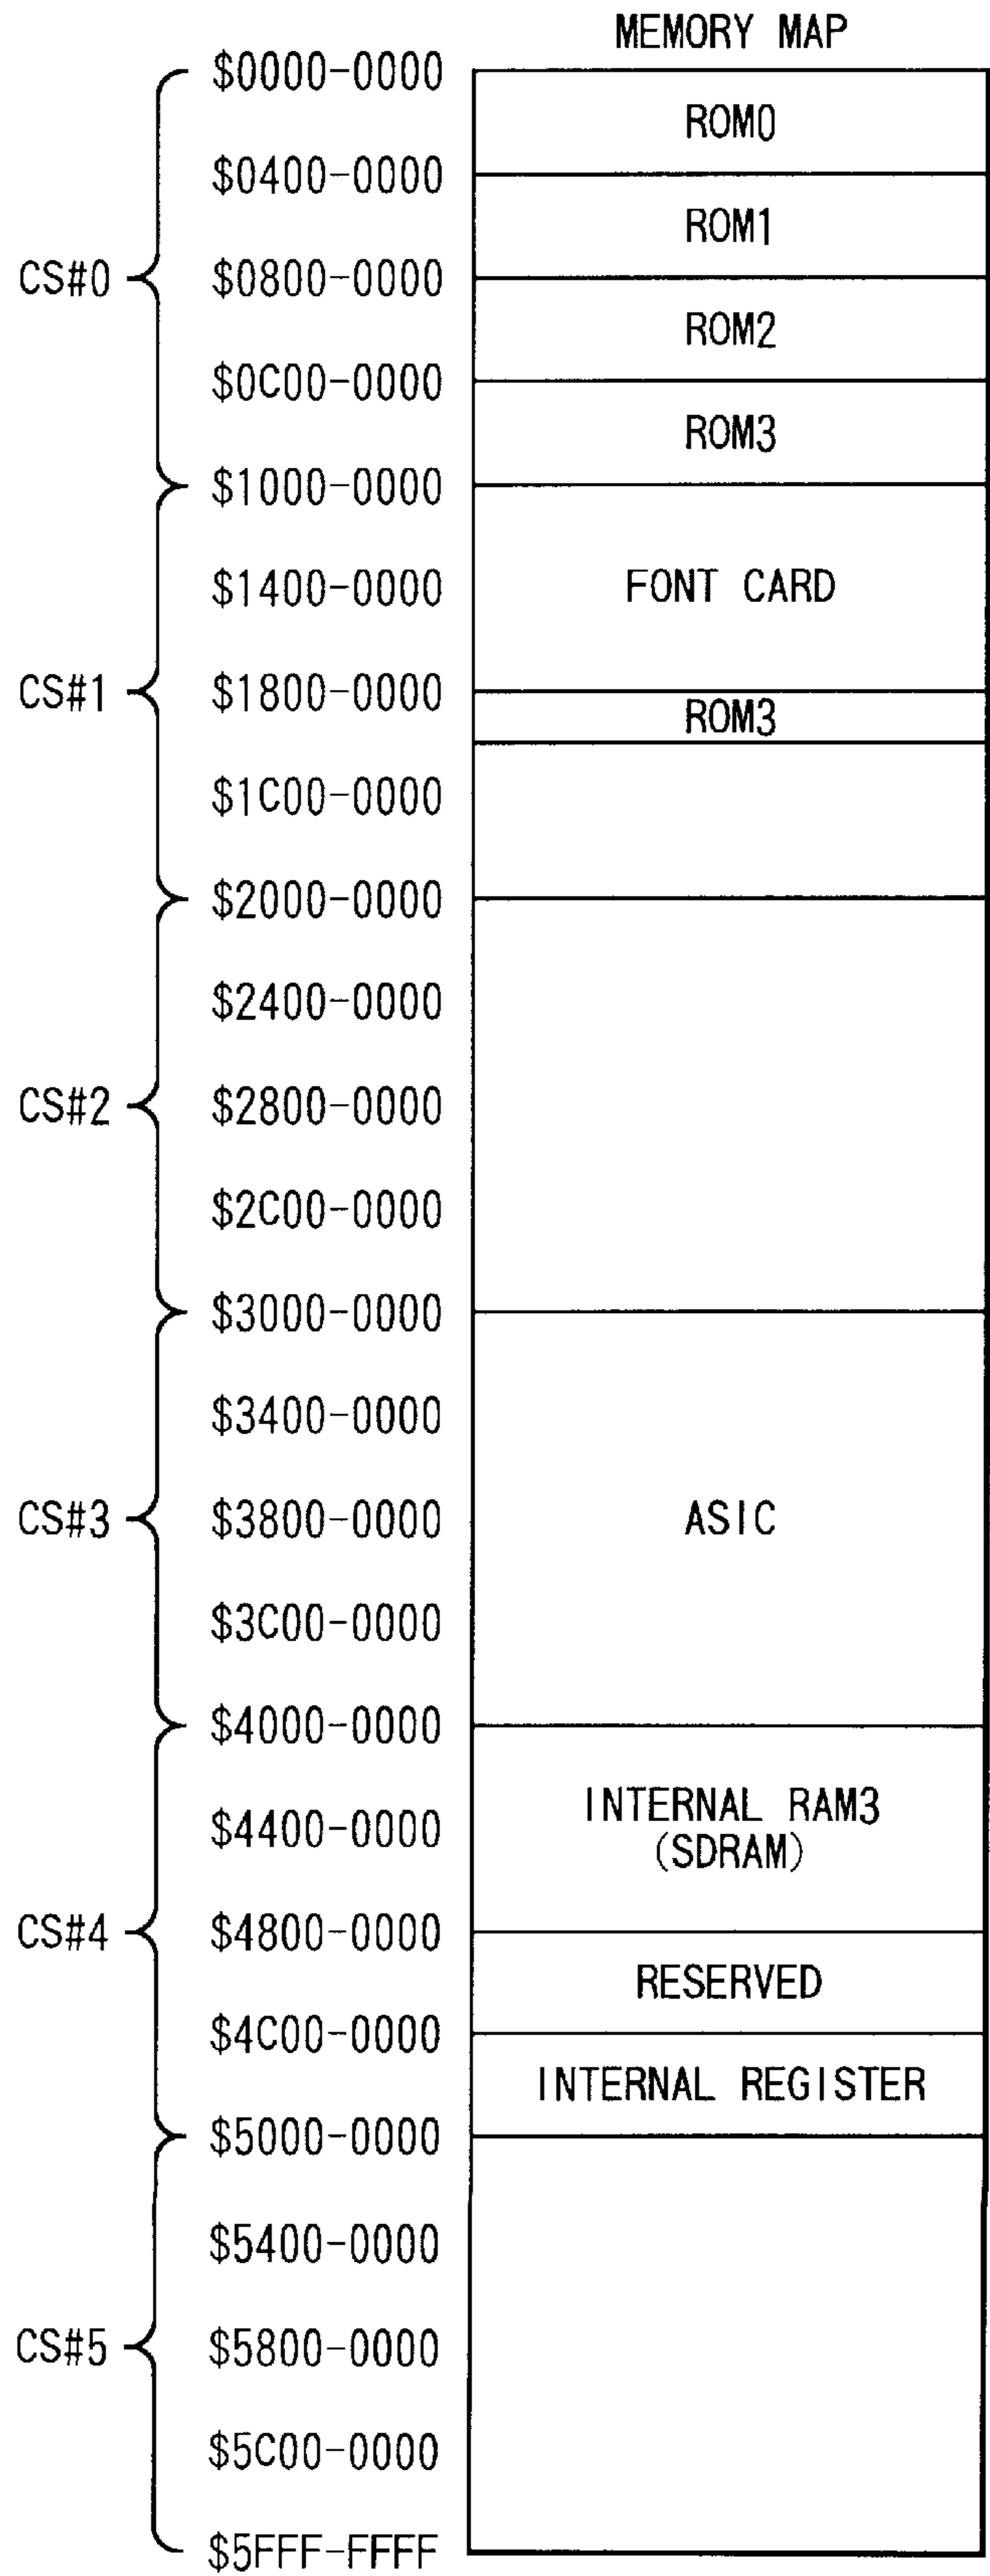 MEMORY MAP
$0000-0000
ROM0
$0400-0000
ROM1
CS#0
$0800-0000
ROM2
$0C00-0000
ROM3
$1000-0000
$1400-0000
FONT CARD
CS#1
$1800-0000
ROM3
$1C00-0000
$2000-0000
$2400-0000
CS#2
$2800-0000
$2C00-0000
$3000-0000
$3400-0000
CS#3
$3800-0000
ASIC
$3C00-0000
$4000-0000
$4400-0000
INTERNAL RAM3
(SDRAM)
CS#4
$4800-0000
RESERVED
$4C00-0000
INTERNAL REGISTER
$5000-0000
$5400-0000
CS#5
$5800-0000
$5C00-0000
$5FFF-FFFF